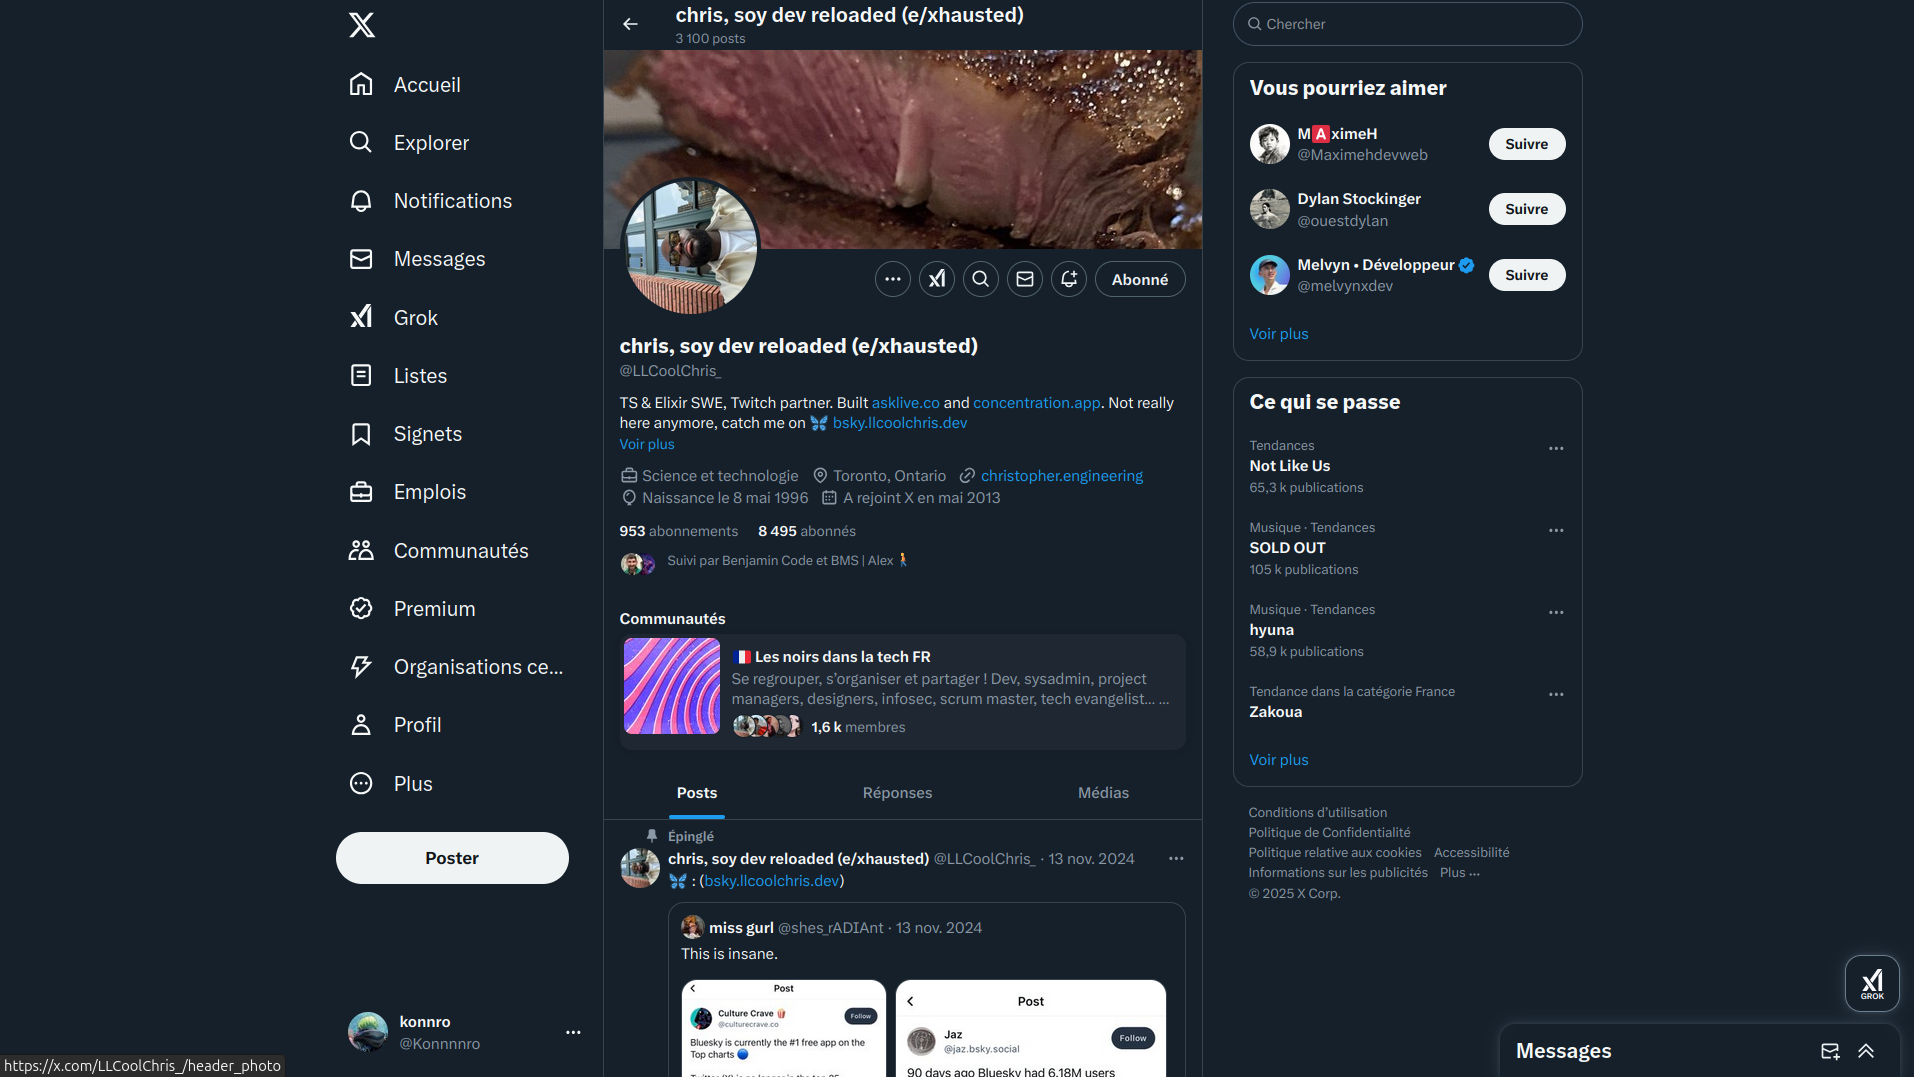 Accueil
Explorer
Notifications
Messages
Grok
Listes
Signets
Emplois
Communautés
Premium
Organisations ce...
Profil
Plus
Poster
konnro
@Konnnnro
https://x.com/LLCoolChris_/header_photo
chris, soy dev reloaded (e/xhausted)
3 100 posts
Abonné
chris, soy dev reloaded (e/xhausted)
@LLCoolChris_
TS & Elixir SWE, Twitch partner. Built asklive.co and concentration.app. Not really
here anymore, catch me on 🦋 bsky.llcoolchris.dev
Voir plus
Science et technologie Toronto, Ontario christopher.engineering
Naissance le 8 mai 1996 A rejoint X en mai 2013
953 abonnements 8 495 abonnés
Suivi par Benjamin Code et BMS | Alex 🚶
Communautés
🇫🇷 Les noirs dans la tech FR
Se regrouper, s’organiser et partager ! Dev, sysadmin, project
managers, designers, infosec, scrum master, tech evangelist... ...
1,6 k membres
Posts Réponses Médias
Épinglé
chris, soy dev reloaded (e/xhausted) @LLCoolChris_ · 13 nov. 2024
🦋 : (bsky.llcoolchris.dev)
miss gurl @shes_rADIAnt · 13 nov. 2024
This is insane.
Post
Culture Crave 🍿
@culturecrave.co
Follow
Bluesky is currently the #1 free app on the
Top charts 🔵
Post
Jaz
@jaz.bsky.social
Follow
90 days ago Bluesky had 6.18M users
Chercher
Vous pourriez aimer
M🅰ximeH
@Maximehdevweb
Suivre
Dylan Stockinger
@ouestdylan
Suivre
Melvyn • Développeur
@melvynxdev
Suivre
Voir plus
Ce qui se passe
Tendances
Not Like Us
65,3 k publications
Musique · Tendances
SOLD OUT
105 k publications
Musique · Tendances
hyuna
58,9 k publications
Tendance dans la catégorie France
Zakoua
Voir plus
Conditions d’utilisation
Politique de Confidentialité
Politique relative aux cookies Accessibilité
Informations sur les publicités Plus ...
© 2025 X Corp.
GROK
Messages